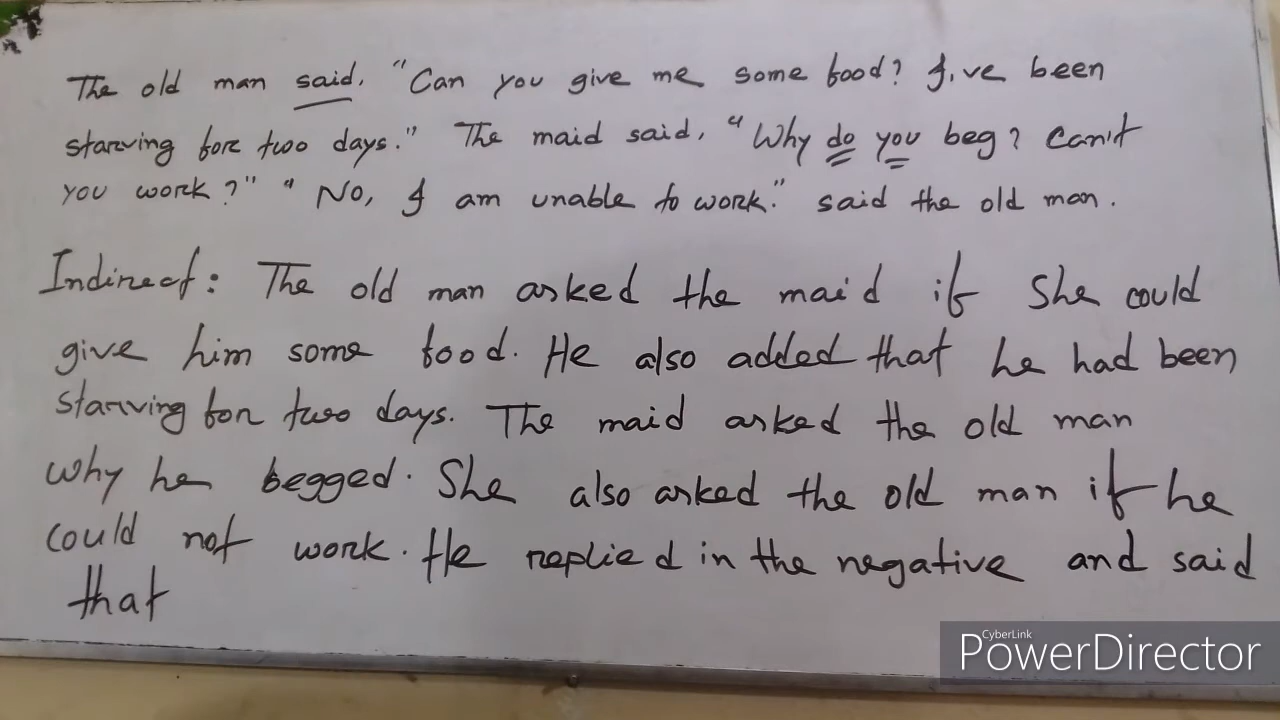 The old man said, "Can you give me some food? I've been
starving for two days." The maid said, "Why do you beg? Can't
you work?" "No, I am unable to work." said the old man.
Indirect: The old man asked the maid if She could
give him some food. He also added that he had been
starving for two days. The maid asked the old man
why he begged. She also asked the old man if he
could not work. He replied in the negative and said
that
CyberLink
PowerDirector